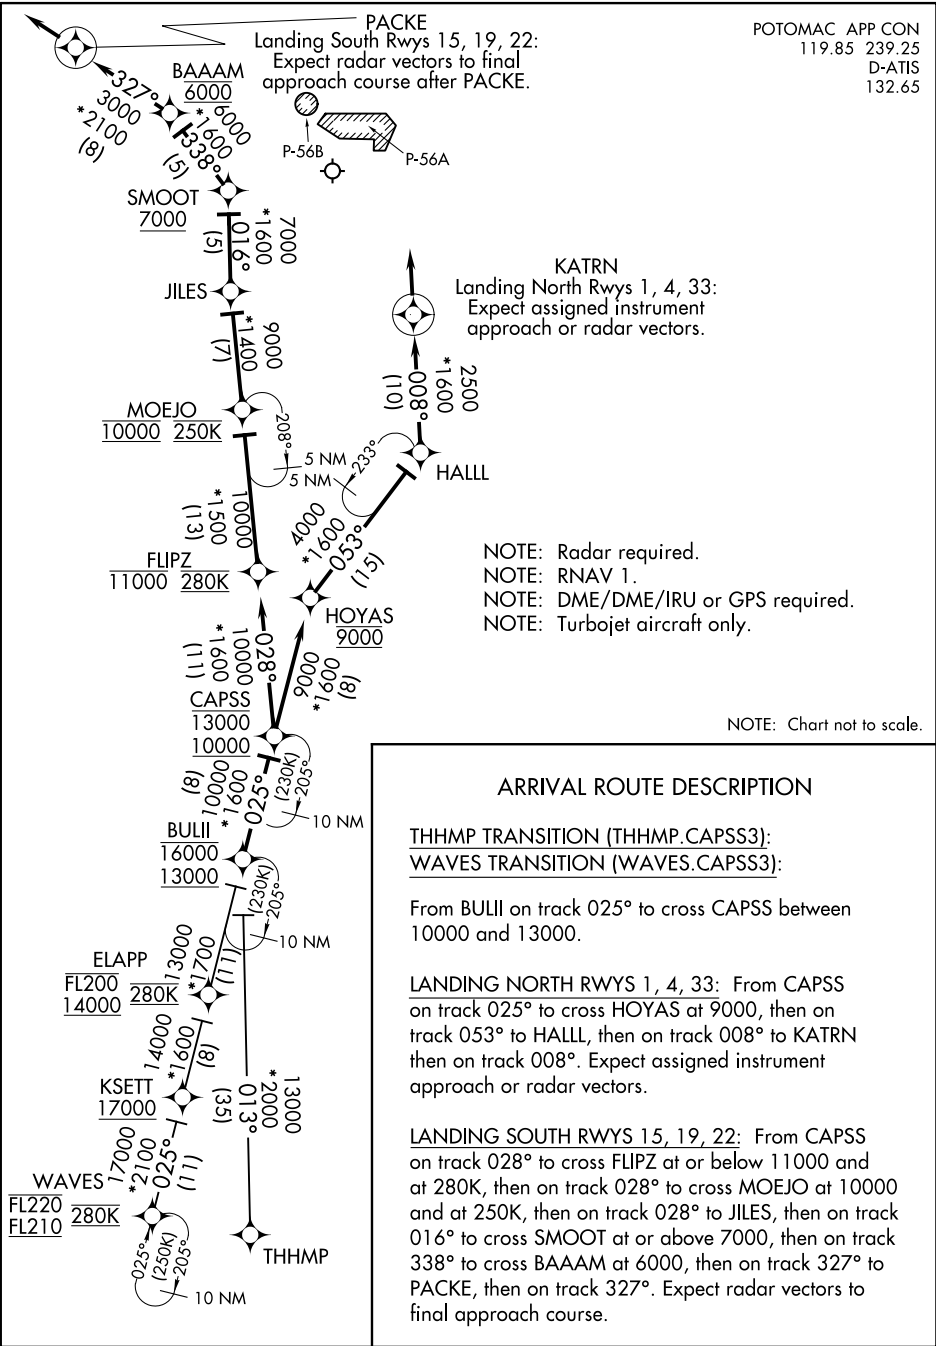 PACKE
Landing South Rwys 15, 19, 22:
Expect radar vectors to final
approach course after PACKE.
POTOMAC APP CON
119.85 239.25
D-ATIS
132.65
BAAAM
6000
327°
3000
*2100
(8)
6000
*1600
338°
(5)
P-56B
P-56A
SMOOT
7000
7000
*1600
016°
(5)
JILES
KATRN
Landing North Rwys 1, 4, 33:
Expect assigned instrument
approach or radar vectors.
9000
*1400
(7)
2500
*1600
008°
(10)
MOEJO
10000 250K
208°
5 NM
5 NM
233°
HALLL
10000
*1500
(13)
4000
*1600
053°
(15)
FLIPZ
11000 280K
HOYAS
9000
NOTE: Radar required.
NOTE: RNAV 1.
NOTE: DME/DME/IRU or GPS required.
NOTE: Turbojet aircraft only.
028°
10000
*1600
(11)
9000
*1600
(8)
CAPSS
13000
10000
NOTE: Chart not to scale.
(230K)
205°
10 NM
10000
*1600
(8)
025°
BULII
16000
13000
(230K)
205°
10 NM
13000
*1700
(11)
ELAPP
FL200
14000
280K
14000
*1600
(8)
KSETT
17000
13000
*2000
013°
(35)
17000
*2100
025°
(11)
WAVES
FL220
FL210
280K
025°
(250K)
205°
10 NM
THHMP
ARRIVAL ROUTE DESCRIPTION
THHMP TRANSITION (THHMP.CAPSS3):
WAVES TRANSITION (WAVES.CAPSS3):
From BULII on track 025° to cross CAPSS between
10000 and 13000.
LANDING NORTH RWYS 1, 4, 33: From CAPSS
on track 025° to cross HOYAS at 9000, then on
track 053° to HALLL, then on track 008° to KATRN
then on track 008°. Expect assigned instrument
approach or radar vectors.
LANDING SOUTH RWYS 15, 19, 22: From CAPSS
on track 028° to cross FLIPZ at or below 11000 and
at 280K, then on track 028° to cross MOEJO at 10000
and at 250K, then on track 028° to JILES, then on track
016° to cross SMOOT at or above 7000, then on track
338° to cross BAAAM at 6000, then on track 327° to
PACKE, then on track 327°. Expect radar vectors to
final approach course.